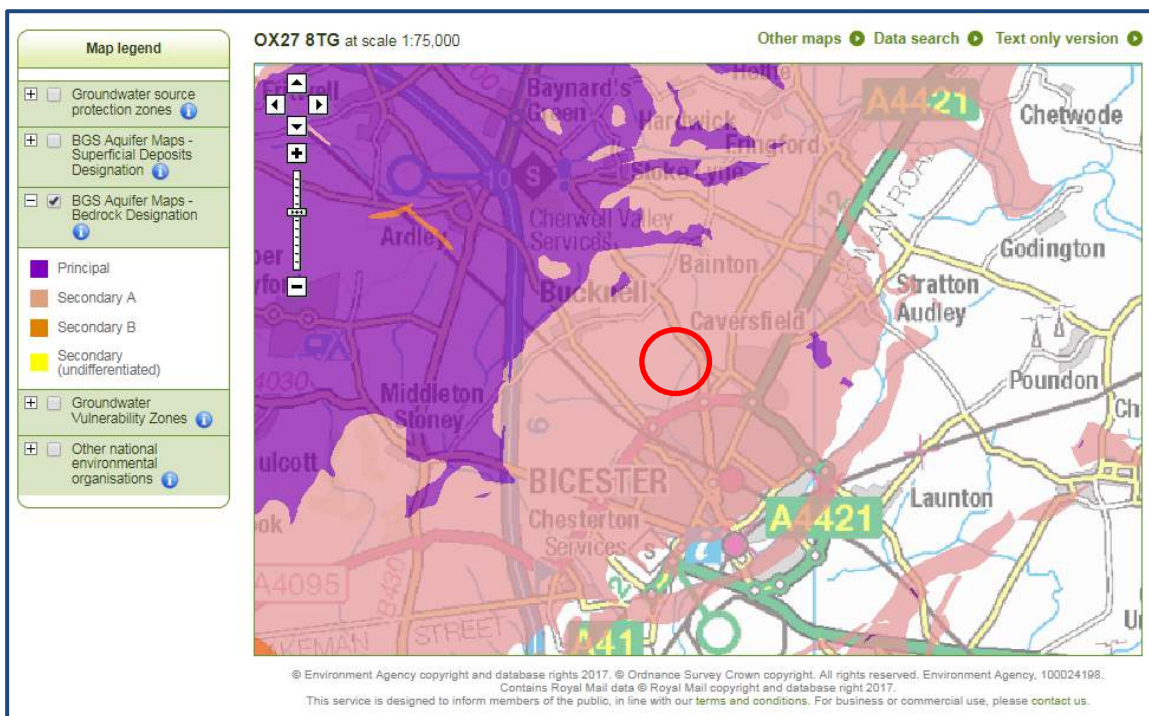 Map legend
OX27 8TG at scale 1:75,000
Other maps
Data search
Text only version
Groundwater source
protection zones
BGS Aquifer Maps -
Superficial Deposits
Designation
BGS Aquifer Maps -
Bedrock Designation
Principal
Secondary A
Secondary B
Secondary
(undifferentiated)
Groundwater
Vulnerability Zones
Other national
environmental
organisations
Baynard's
Green
Hardwick
Fringford
Stoke Lyne
A4421
Chetwode
10
S
Cherwell Valley
Services
Ardley
Bainton
Godington
Bucknell
Caversfield
Stratton
Audley
Poundon
4030
Middleton
Stoney
6
BICESTER
Launton
A4421
Chesterton
Services
S
A4095
B430
STREET
A41
© Environment Agency copyright and database rights 2017. © Ordnance Survey Crown copyright. All rights reserved. Environment Agency, 100024198.
Contains Royal Mail data © Royal Mail copyright and database right 2017.
This service is designed to inform members of the public, in line with our terms and conditions. For business or commercial use, please contact us.